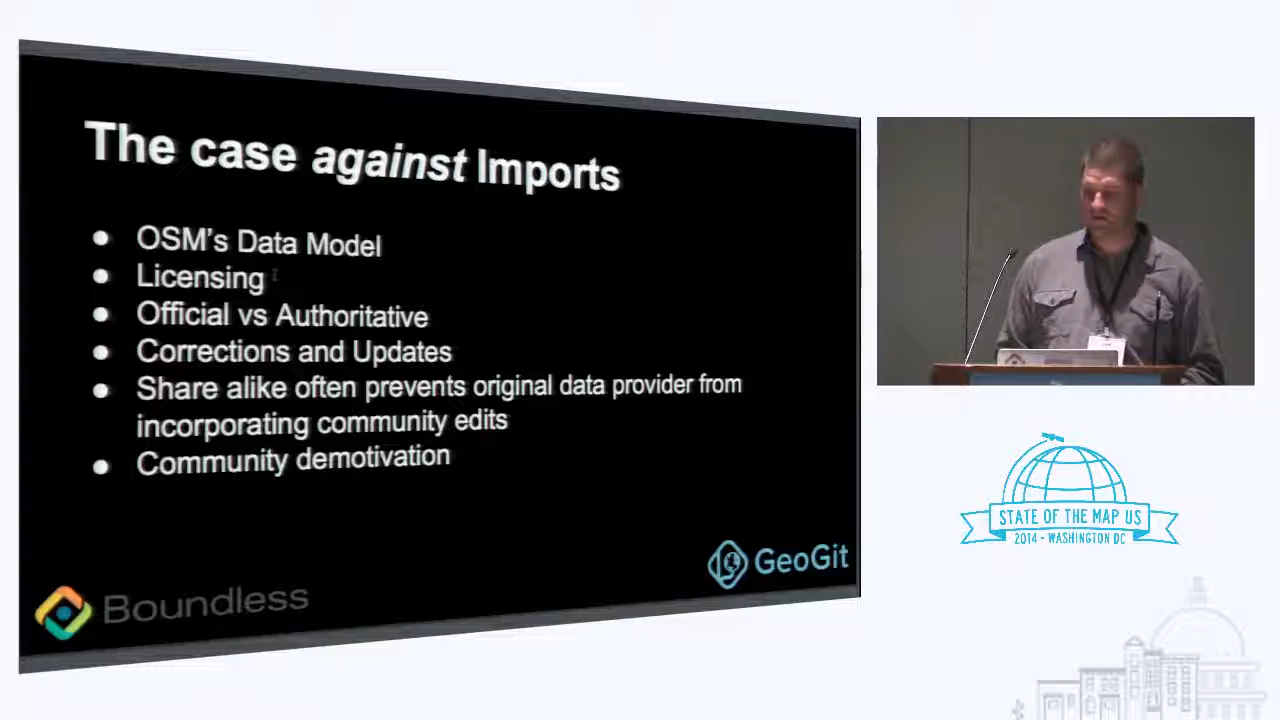 The case against Imports
OSM's Data Model
Licensing
Official vs Authoritative
Corrections and Updates
Share alike often prevents original data provider from
incorporating community edits
Community demotivation
GeoGit
Boundless
STATE OF THE MAP US
2014 - WASHINGTON DC